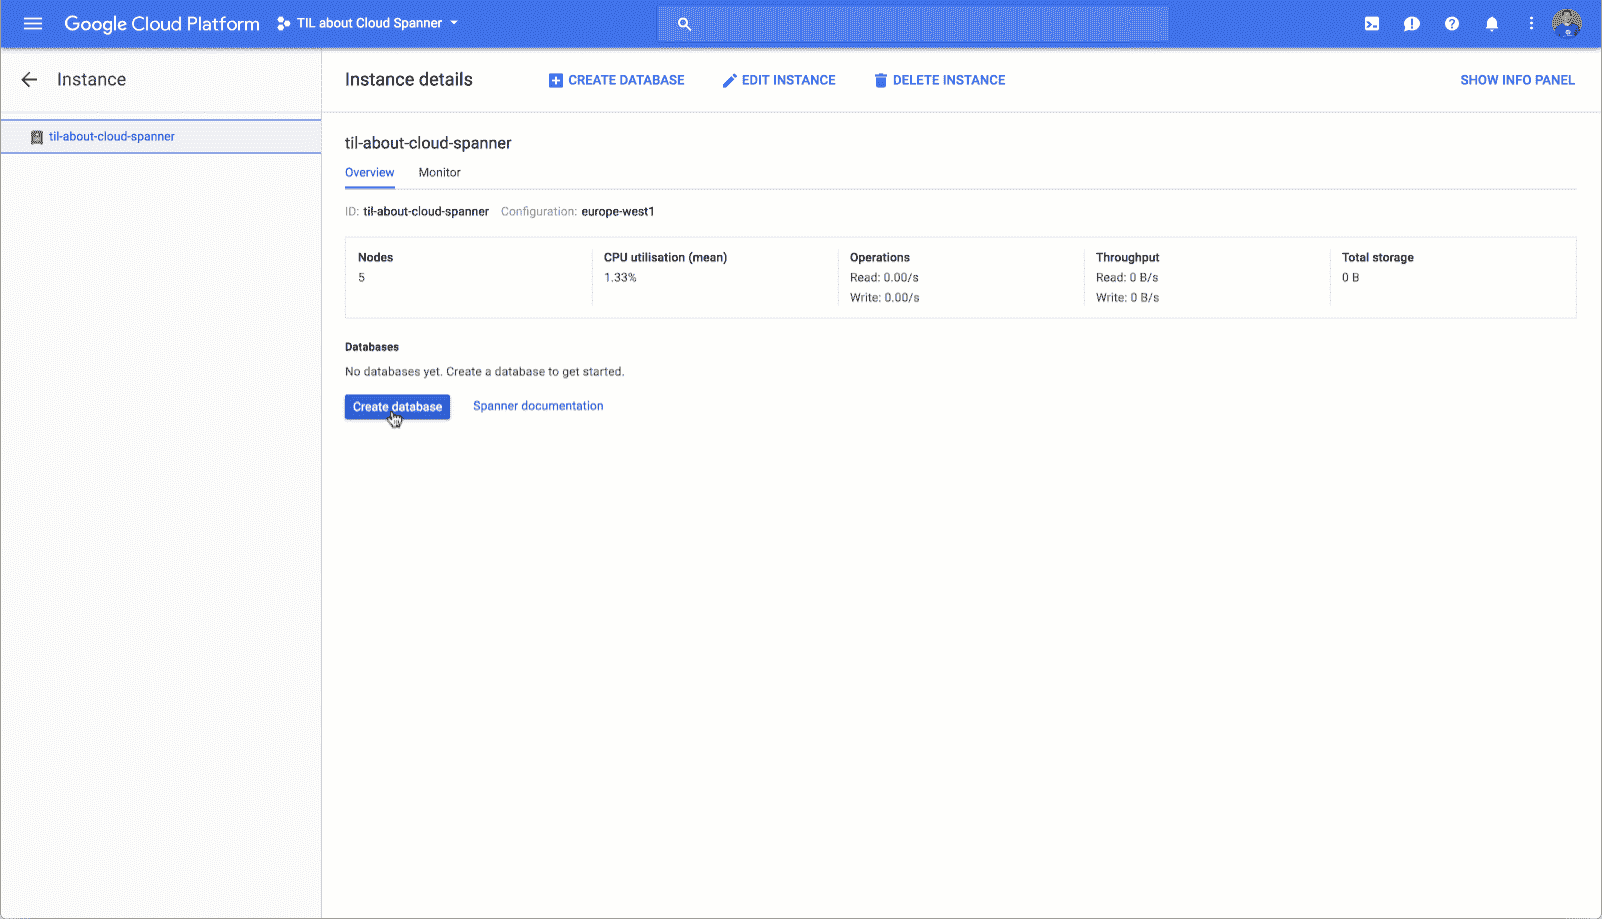 Google Cloud Platform TIL about Cloud Spanner
Instance
Instance details CREATE DATABASE EDIT INSTANCE DELETE INSTANCE SHOW INFO PANEL
til-about-cloud-spanner
til-about-cloud-spanner
Overview Monitor
ID: til-about-cloud-spanner Configuration: europe-west1
Nodes CPU utilisation (mean) Operations Throughput Total storage
5 1.33% Read: 0.00/s Read: 0 B/s 0 B
Write: 0.00/s Write: 0 B/s
Databases
No databases yet. Create a database to get started.
Create database Spanner documentation